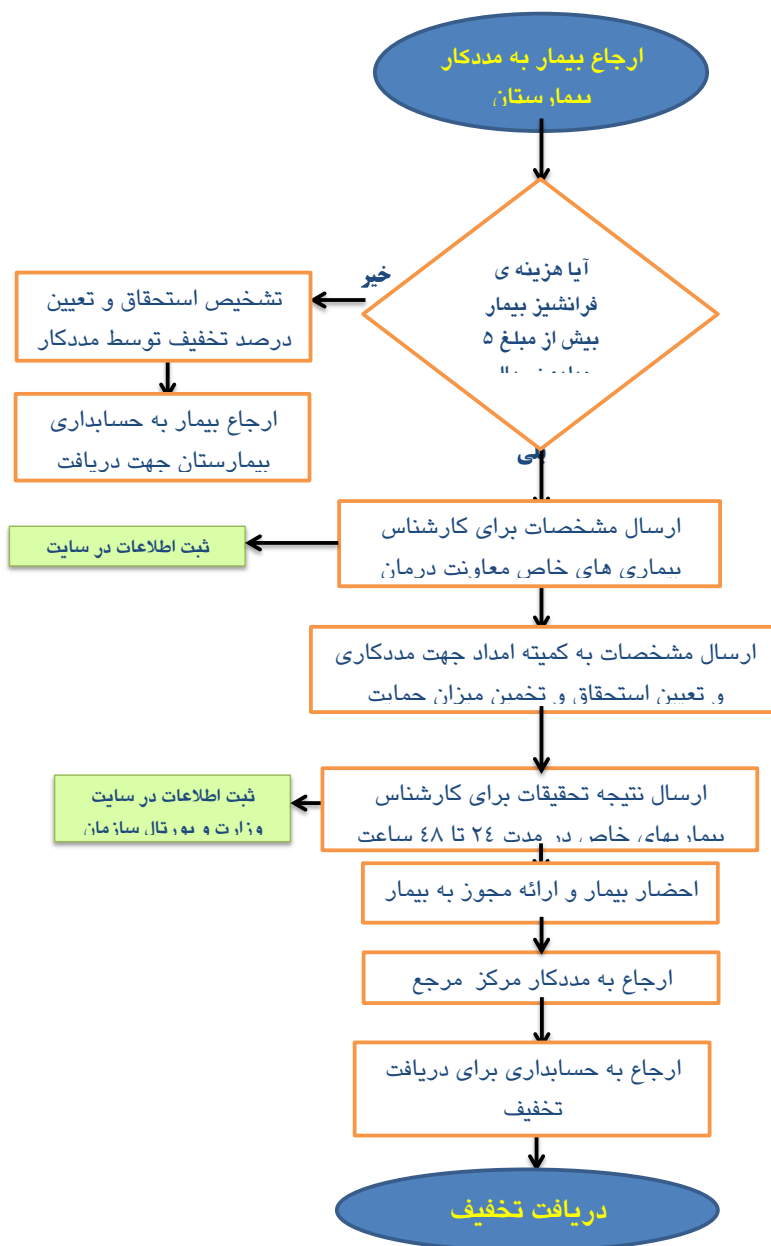 ارجاع بیمار به مددکار
بیمارستان
آیا هزینه ی
فرانشیز بیمار
بیش از مبلغ ۵
خیر
تشخیص استحقاق و تعیین
درصد تخفیف توسط مددکار
ارجاع بیمار به حسابداری
بیمارستان جهت دریافت
بلی
ارسال مشخصات برای کارشناس
بیماری های خاص معاونت درمان
ثبت اطلاعات در سایت
ارسال مشخصات به کمیته امداد جهت مددکاری
و تعیین استحقاق و تخمین میزان حمایت
ارسال نتیجه تحقیقات برای کارشناس
بیماریهای خاص در مدت ٢٤ تا ٤٨ ساعت
ثبت اطلاعات در سایت
وزارت و پورتال سازمان
احضار بیمار و ارائه مجوز به بیمار
ارجاع به مددکار مرکز مرجع
ارجاع به حسابداری برای دریافت
تخفیف
دریافت تخفیف